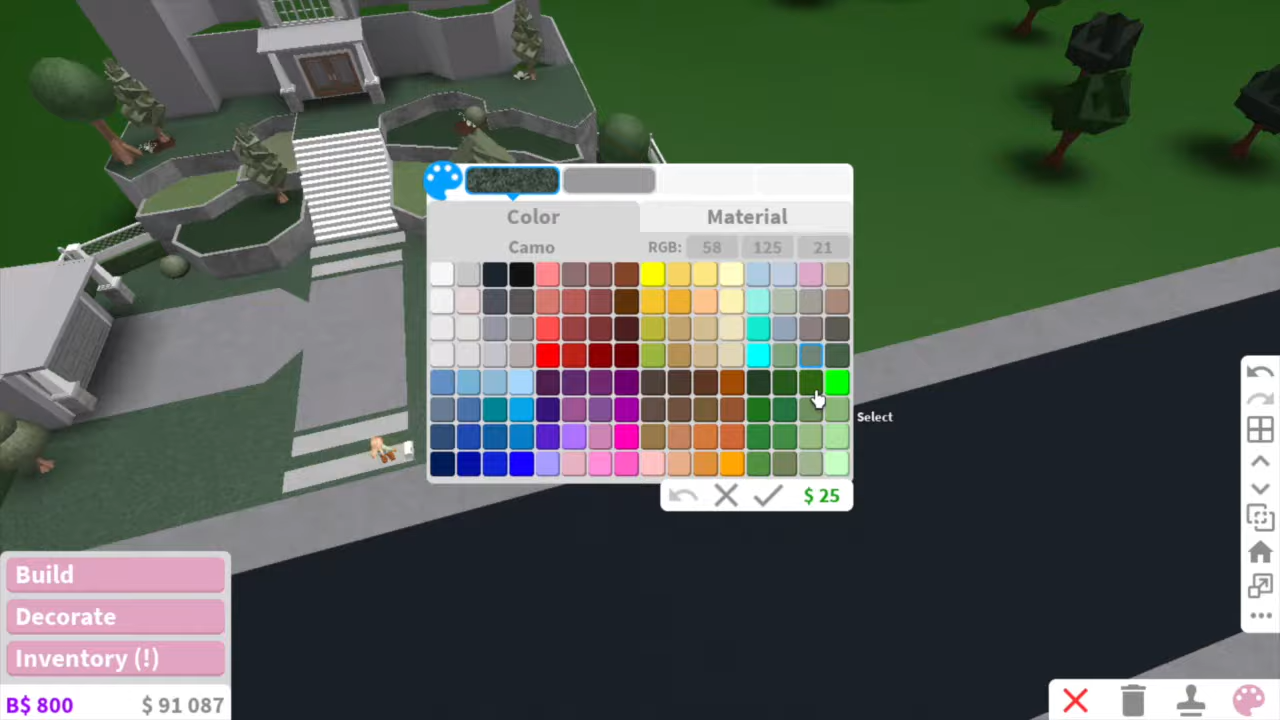 Color
Material
Camo
RGB: 58 125 21
Select
$ 25
Build
Decorate
Inventory (!)
B$ 800 $ 91 087